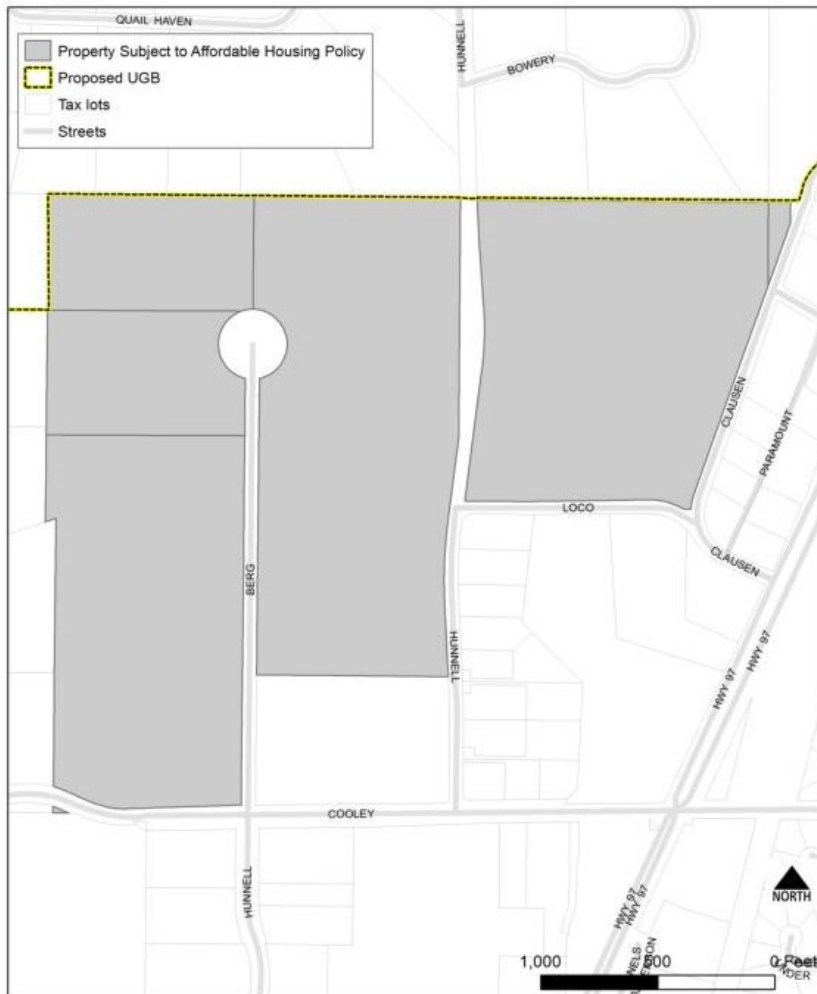 QUAIL HAVEN
HUNNELL
BOWERY
Property Subject to Affordable Housing Policy
Proposed UGB
Tax lots
Streets
CLAUSEN
PARAMOUNT
LOCO
CLAUSEN
BERG
HUNNELL
HWY 97
HWY 97
COOLEY
HUNNELL
NORTH
HWY 97
HWY 97
1,000
500
0 Feet